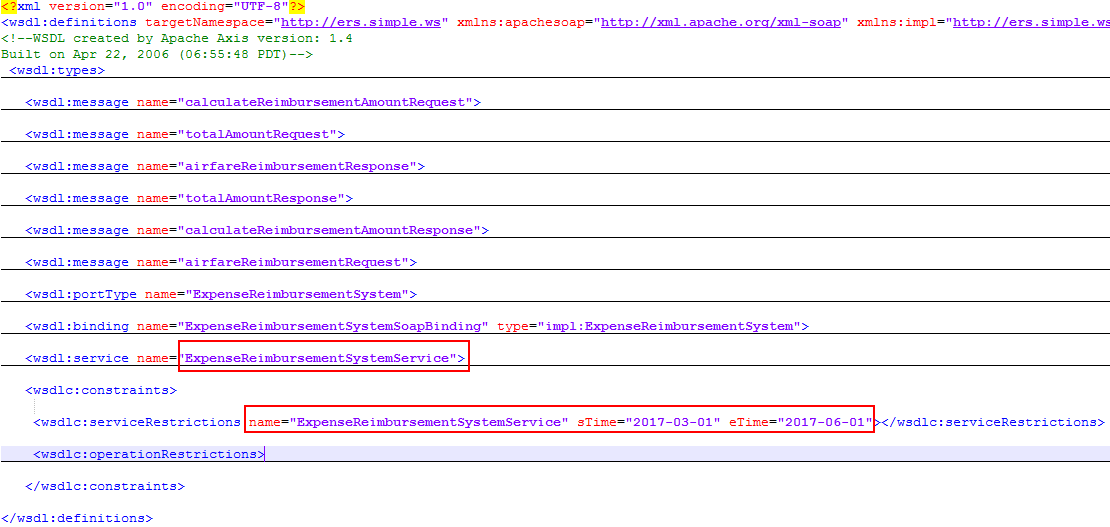 <?xml version="1.0" encoding="UTF-8"?>
<wsdl:definitions targetNamespace="http://ers.simple.ws" xmlns:apachesoap="http://xml.apache.org/xml-soap" xmlns:impl="http://ers.simple.ws
<!--WSDL created by Apache Axis version: 1.4
Built on Apr 22, 2006 (06:55:48 PDT)-->
<wsdl:types>
<wsdl:message name="calculateReimbursementAmountRequest">
<wsdl:message name="totalAmountRequest">
<wsdl:message name="airfareReimbursementResponse">
<wsdl:message name="totalAmountResponse">
<wsdl:message name="calculateReimbursementAmountResponse">
<wsdl:message name="airfareReimbursementRequest">
<wsdl:portType name="ExpenseReimbursementSystem">
<wsdl:binding name="ExpenseReimbursementSystemSoapBinding" type="impl:ExpenseReimbursementSystem">
<wsdl:service name="ExpenseReimbursementSystemService">
<wsdlc:constraints>
<wsdlc:serviceRestrictions name="ExpenseReimbursementSystemService" sTime="2017-03-01" eTime="2017-06-01"></wsdlc:serviceRestrictions>
<wsdlc:operationRestrictions>
</wsdlc:constraints>
</wsdl:definitions>